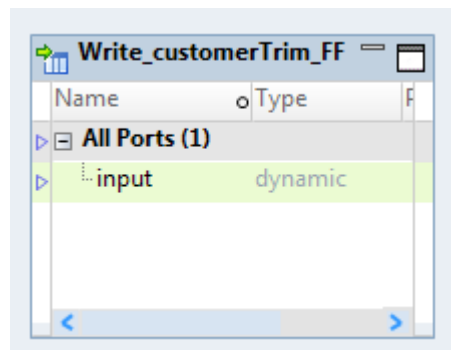 Write_customerTrim_FF
Name Type
All Ports (1)
input dynamic